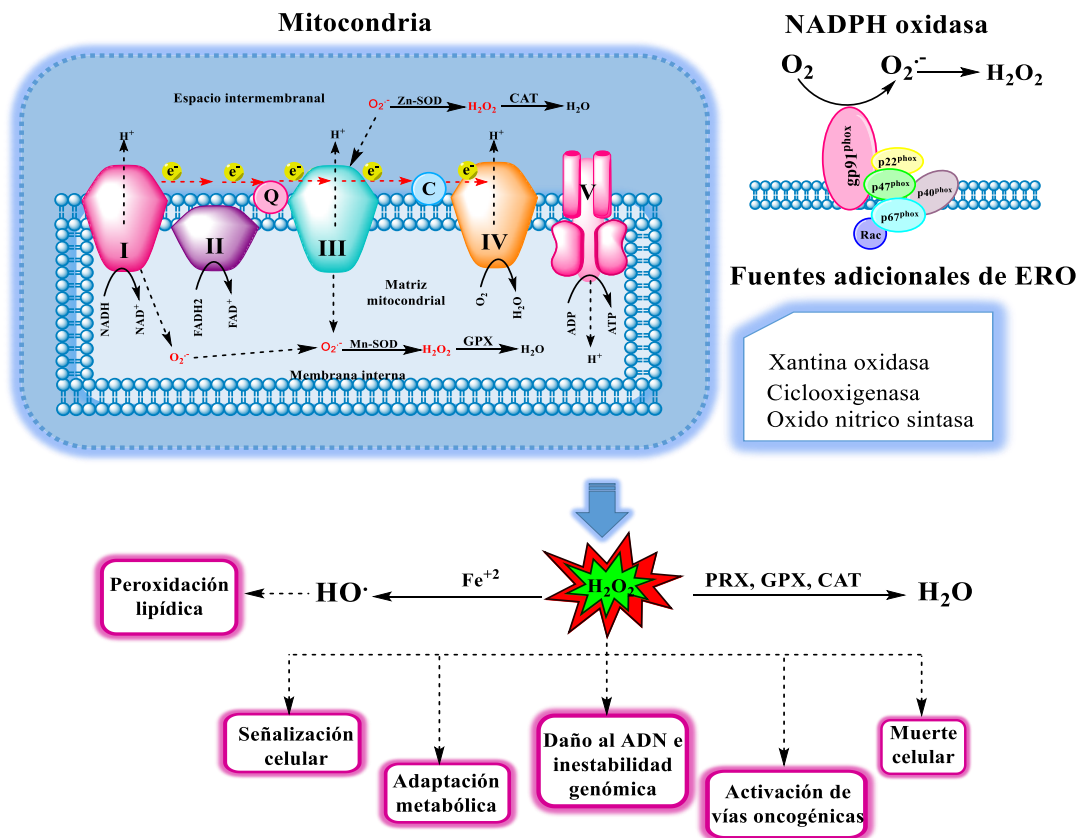 Mitocondria
Espacio intermembranal
O₂·⁻ Zn-SOD H₂O₂ CAT H₂O
H⁺ H⁺ H⁺
e⁻ e⁻ e⁻ e⁻ e⁻
Q C
I II III IV V
NADH NAD⁺ FADH2 FAD⁺
Matriz
mitocondrial
O₂ H₂O
ADP ATP
H⁺
O₂·⁻ O₂·⁻ Mn-SOD H₂O₂ GPX H₂O
Membrana interna
NADPH oxidasa
O₂ O₂·⁻ H₂O₂
gp91ᵖʰᵒˣ
p22ᵖʰᵒˣ
p47ᵖʰᵒˣ
p40ᵖʰᵒˣ
p67ᵖʰᵒˣ
Rac
Fuentes adicionales de ERO
Xantina oxidasa
Ciclooxigenasa
Oxido nitrico sintasa
Peroxidación
lipídica
HO· Fe⁺² H₂O₂ PRX, GPX, CAT H₂O
Señalización
celular
Adaptación
metabólica
Daño al ADN e
inestabilidad
genómica
Activación de
vías oncogénicas
Muerte
celular